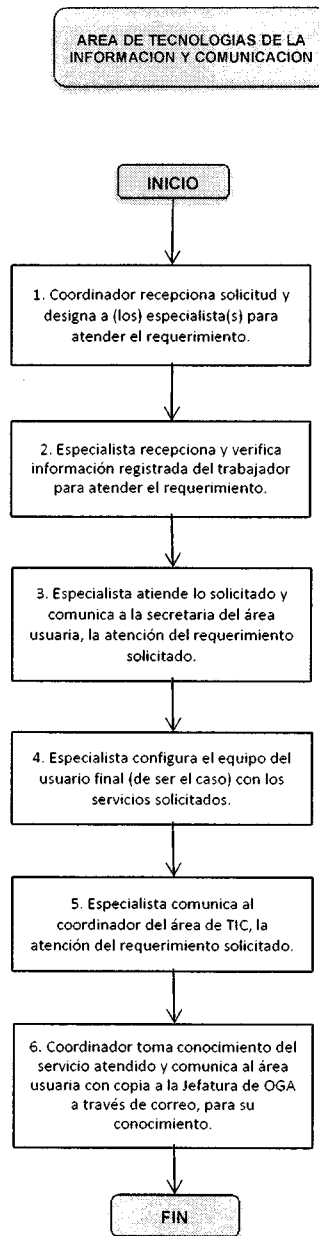 AREA DE TECNOLOGIAS DE LA
INFORMACION Y COMUNICACION
INICIO
1. Coordinador recepciona solicitud y
designa a (los) especialista(s) para
atender el requerimiento.
2. Especialista recepciona y verifica
información registrada del trabajador
para atender el requerimiento.
3. Especialista atiende lo solicitado y
comunica a la secretaria del área
usuaria, la atención del requerimiento
solicitado.
4. Especialista configura el equipo del
usuario final (de ser el caso) con los
servicios solicitados.
5. Especialista comunica al
coordinador del área de TIC, la
atención del requerimiento solicitado.
6. Coordinador toma conocimiento del
servicio atendido y comunica al área
usuaria con copia a la Jefatura de OGA
a través de correo, para su
conocimiento.
FIN